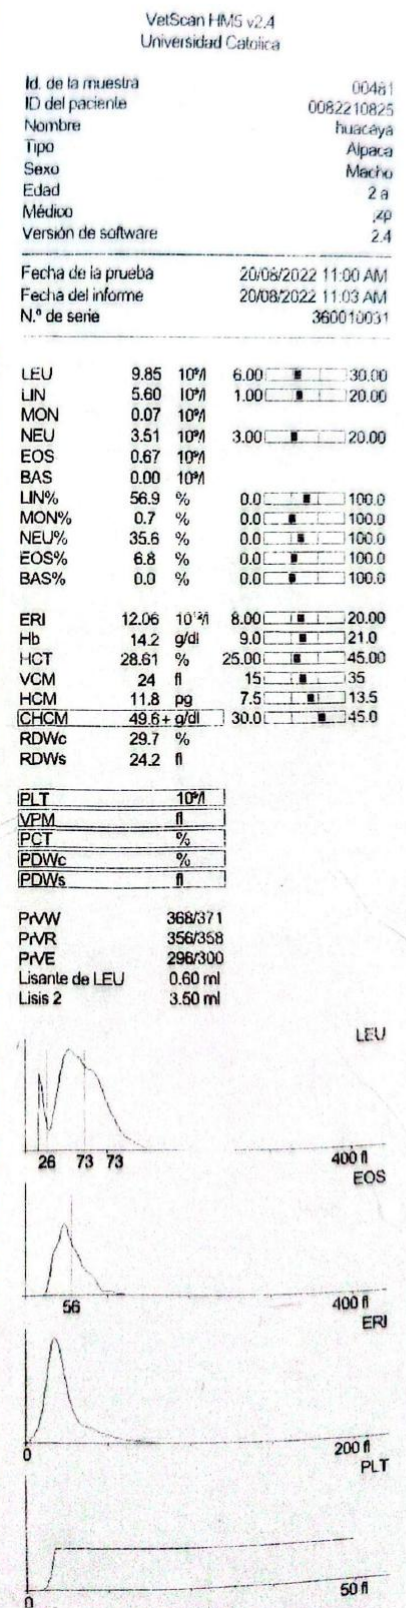 VetScan HM5 v2.4
Universidad Catolica
Id. de la muestra 00481
ID del paciente 0082210825
Nombre huacaya
Tipo Alpaca
Sexo Macho
Edad 2 a
Médico zp
Versión de software 2.4
Fecha de la prueba 20/08/2022 11:00 AM
Fecha del informe 20/08/2022 11:03 AM
N.º de serie 360010031
LEU 9.85 10⁹/l 6.00 30.00
LIN 5.60 10⁹/l 1.00 20.00
MON 0.07 10⁹/l
NEU 3.51 10⁹/l 3.00 20.00
EOS 0.67 10⁹/l
BAS 0.00 10⁹/l
LIN% 56.9 % 0.0 100.0
MON% 0.7 % 0.0 100.0
NEU% 35.6 % 0.0 100.0
EOS% 6.8 % 0.0 100.0
BAS% 0.0 % 0.0 100.0
ERI 12.06 10¹²/l 8.00 20.00
Hb 14.2 g/dl 9.0 21.0
HCT 28.61 % 25.00 45.00
VCM 24 fl 15 35
HCM 11.8 pg 7.5 13.5
CHCM 49.6+ g/dl 30.0 45.0
RDWc 29.7 %
RDWs 24.2 fl
PLT 10⁹/l
VPM fl
PCT %
PDWc %
PDWs fl
PrVW 368/371
PrVR 356/358
PrVE 296/300
Lisante de LEU 0.60 ml
Lisis 2 3.50 ml
LEU
26 73 73 400 fl
EOS
56 400 fl
ERI
0 200 fl
PLT
0 50 fl